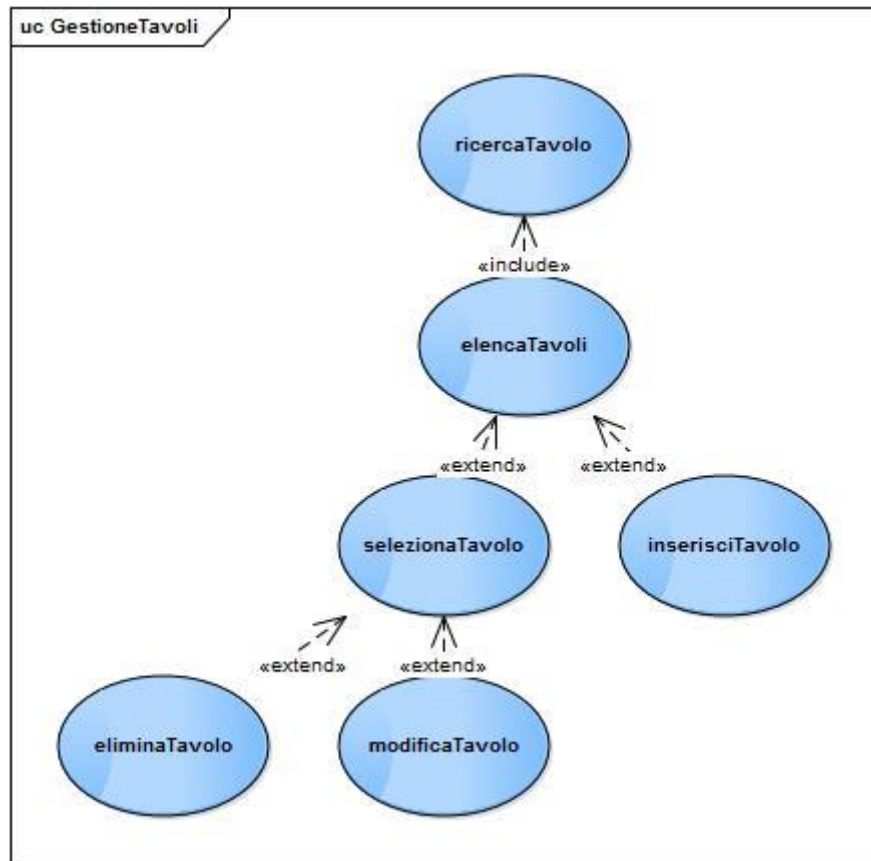 uc GestioneTavoli
ricercaTavolo
«include»
elencaTavoli
«extend»
«extend»
selezionaTavolo
inserisciTavolo
«extend»
«extend»
eliminaTavolo
modificaTavolo